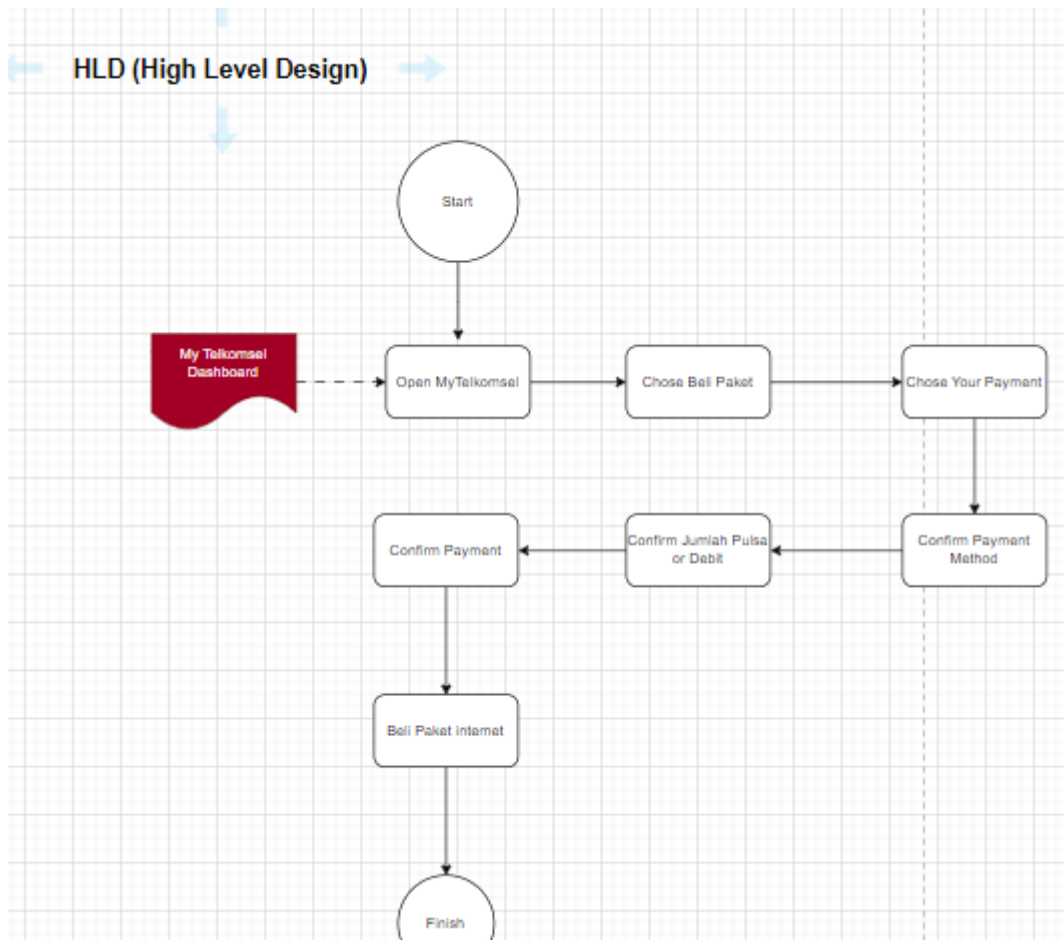 HLD (High Level Design)
Start
My Telkomsel
Dashboard
Open MyTelkomsel
Chose Beli Paket
Chose Your Payment
Confirm Payment
Confirm Jumlah Pulsa
or Debit
Confirm Payment
Method
Beli Paket internet
Finish